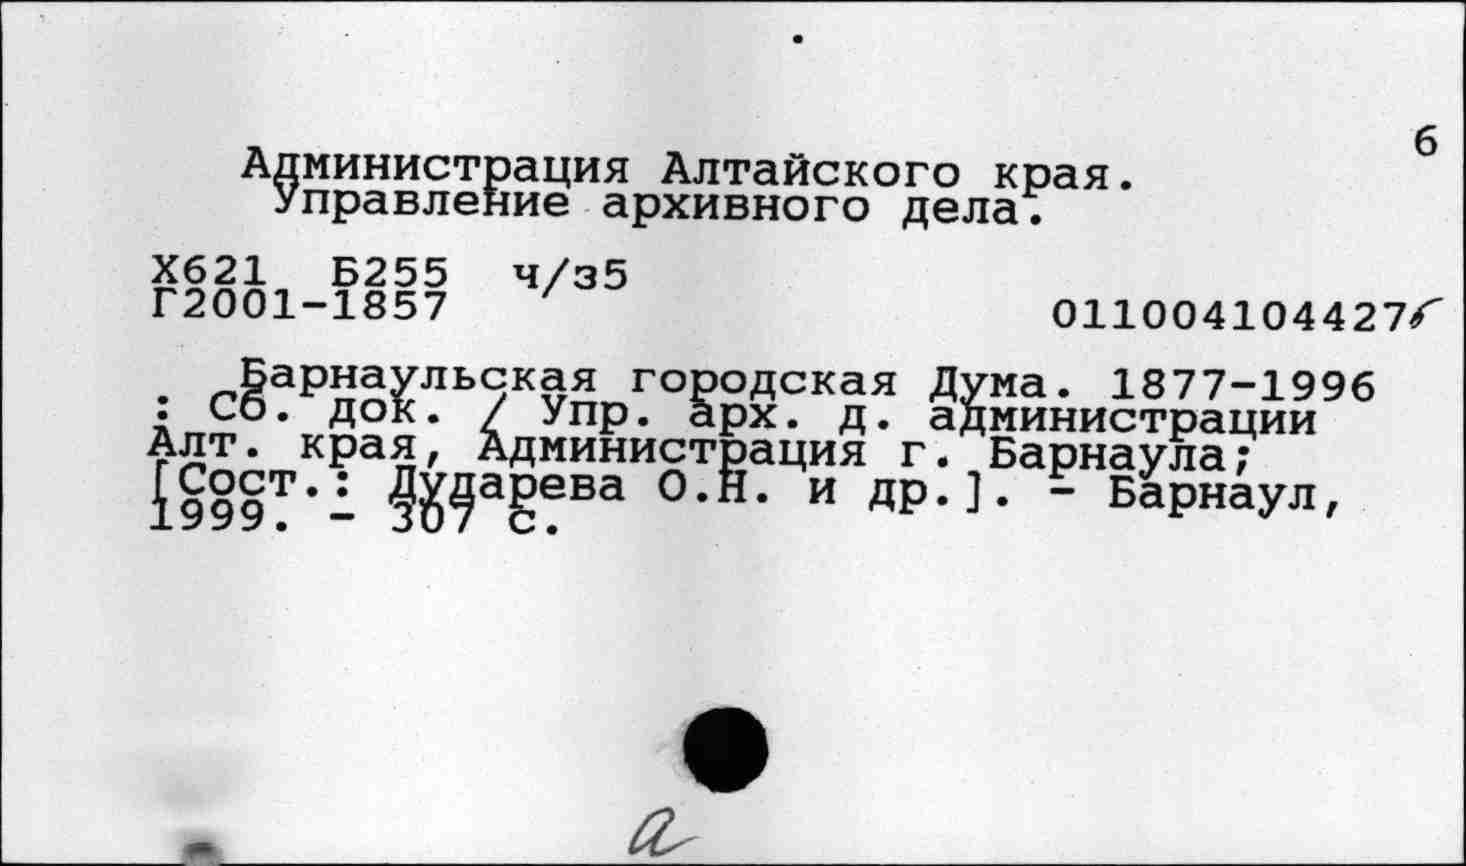 6
Администрация Алтайского края.
Управление архивного дела.
Х621 Б255 ч/з5
Г2001-1857
011004104427
Барнаульская городская Дума. 1877-1996
: Сб. док. / Упр. арх. д. администрации
Алт. края, Администрация г. Барнаула;
[Сост.: Дударева О.Н. и др.]. - Барнаул,
1999. - 307 с.
а